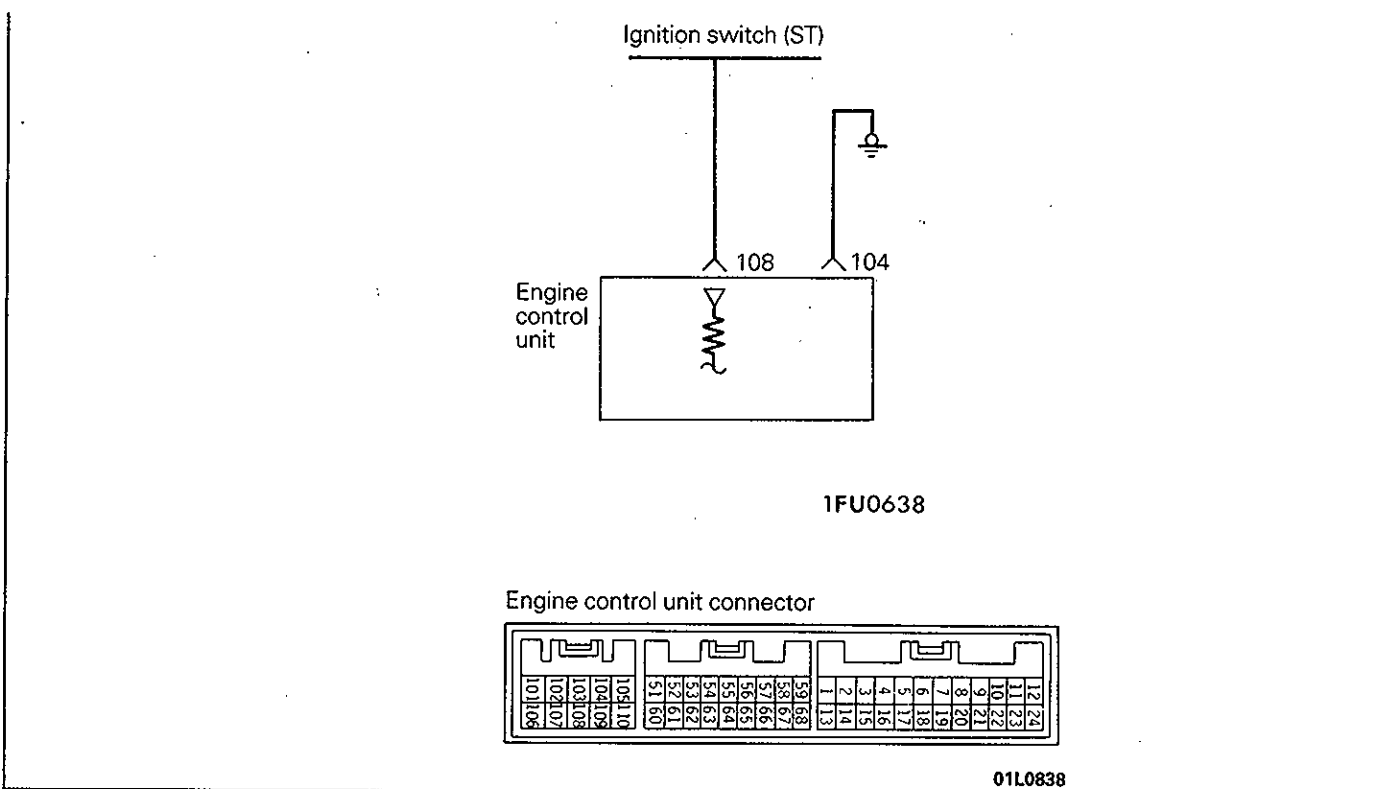 Ignition switch (ST)
108
104
Engine
control
unit
1FU0638
Engine control unit connector
101 102 103 104 105 51 52 53 54 55 56 57 58 59 1 2 3 4 5 6 7 8 9 10 11 12
106 107 108 109 110 60 61 62 63 64 65 66 67 68 13 14 15 16 17 18 19 20 21 22 23 24
01L0838